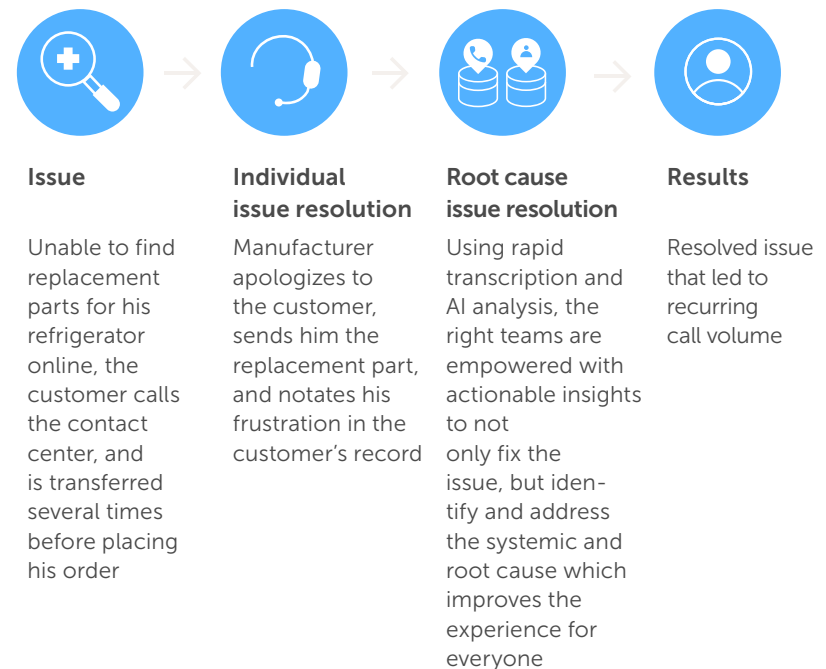 Issue
Unable to find
replacement
parts for his
refrigerator
online, the
customer calls
the contact
center, and
is transferred
several times
before placing
his order
Individual
issue resolution
Manufacturer
apologizes to
the customer,
sends him the
replacement part,
and notates his
frustration in the
customer’s record
Root cause
issue resolution
Using rapid
transcription and
AI analysis, the
right teams are
empowered with
actionable insights
to not
only fix the
issue, but iden-
tify and address
the systemic and
root cause which
improves the
experience for
everyone
Results
Resolved issue
that led to
recurring
call volume